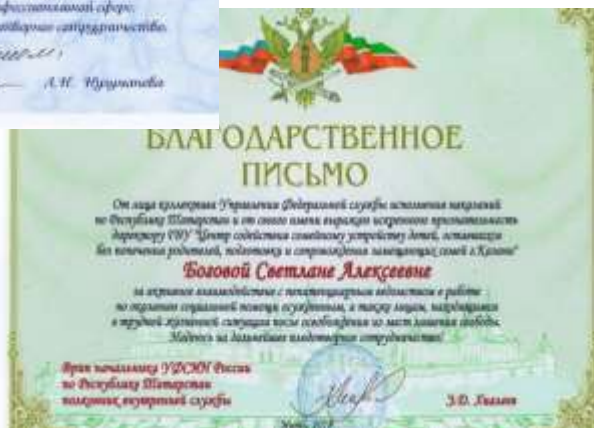 профессиональной сфере.
плодотворное сотрудничество.
А.Н.
БЛАГОДАРСТВЕННОЕ
ПИСЬМО
От лица коллектива Управления Федеральной службы исполнения наказаний
по Республике Татарстан и от своего имени выражаю искреннюю признательность
директору ГБУ "Центр содействия семейному устройству детей, оставшихся
без попечения родителей, подготовки и сопровождения замещающих семей г.Казани"
Боговой Светлане Алексеевне
за активное взаимодействие с пенитенциарным ведомством в работе
по оказанию социальной помощи осужденным, а также лицам, находящимся
в трудной жизненной ситуации после освобождения из мест лишения свободы.
Надеюсь на дальнейшее плодотворное сотрудничество!
Врип начальника УФСИН России
по Республике Татарстан
полковник внутренней службы
З.О.